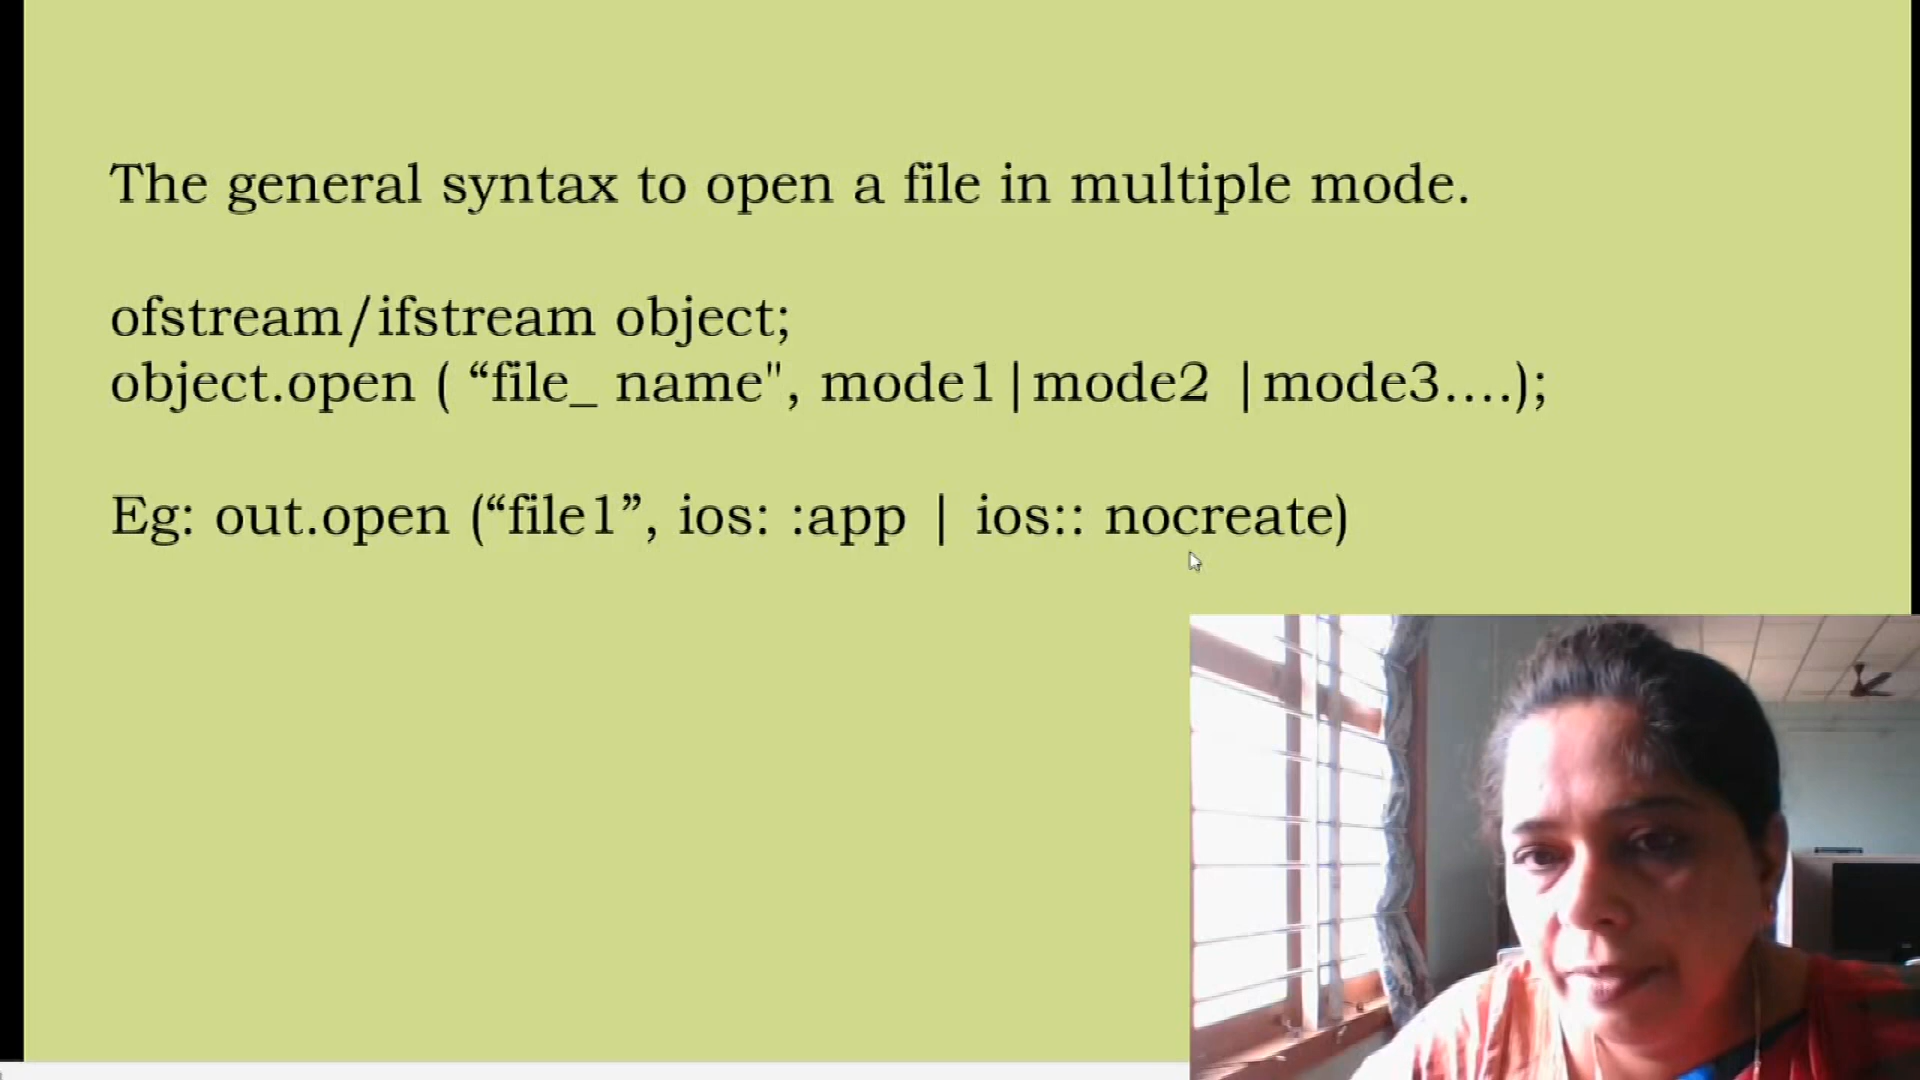 The general syntax to open a file in multiple mode.
ofstream/ifstream object;
object.open ( “file_ name", mode1|mode2 |mode3....);
Eg: out.open (“file1”, ios: :app | ios:: nocreate)